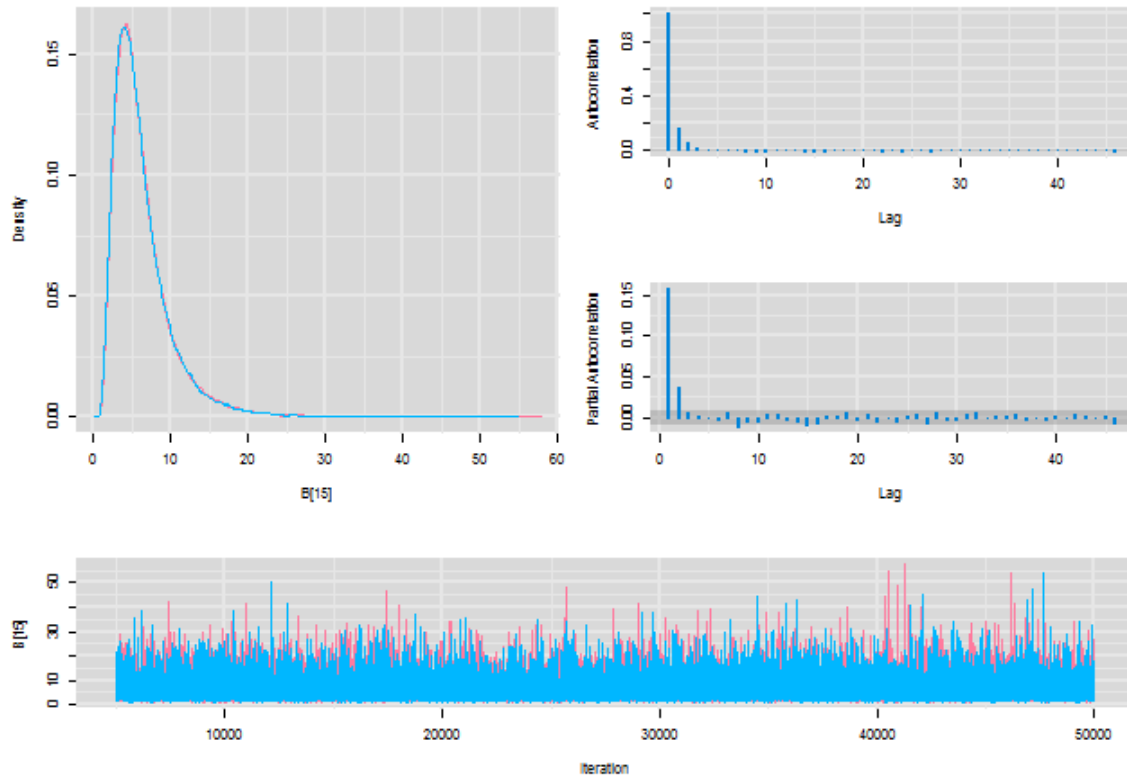 Density
0.00 0.05 0.10 0.15
0 10 20 30 40 50 60
B[15]
Autocorrelation
0.0 0.4 0.8
0 10 20 30 40
Lag
Partial Autocorrelation
0.00 0.05 0.10 0.15
0 10 20 30 40
Lag
B[15]
0 10 30 50
10000 20000 30000 40000 50000
Iteration